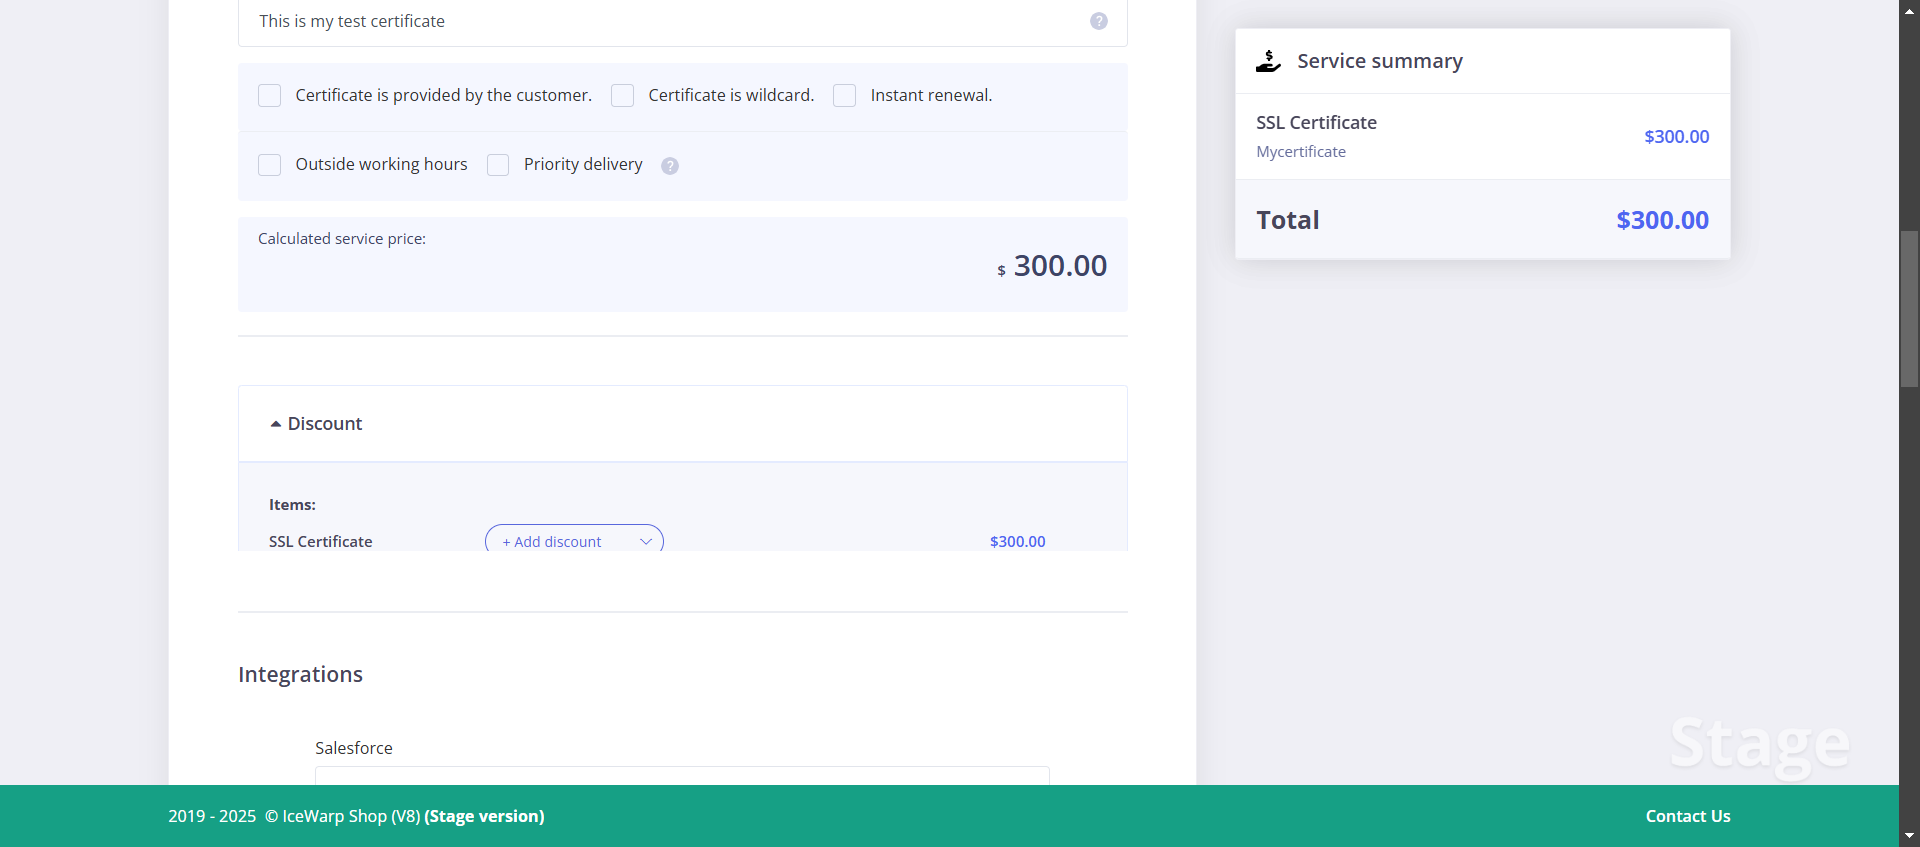 This is my test certificate
Certificate is provided by the customer. Certificate is wildcard. Instant renewal.
Outside working hours Priority delivery
Calculated service price:
$ 300.00
Discount
Items:
SSL Certificate + Add discount $300.00
Integrations
Salesforce
Service summary
SSL Certificate
Mycertificate
$300.00
Total $300.00
Stage
2019 - 2025 © IceWarp Shop (V8) (Stage version)
Contact Us